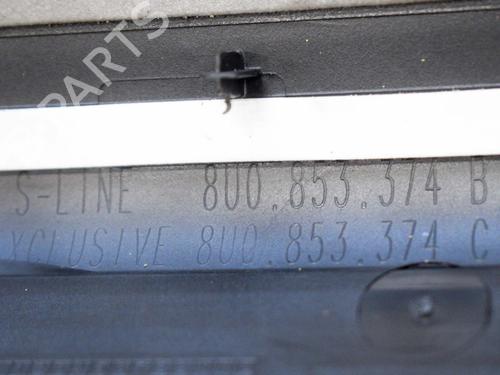 PARTS
S-LINE 8U0.853.374 B
XCLUSIVE 8U0.853.374 C